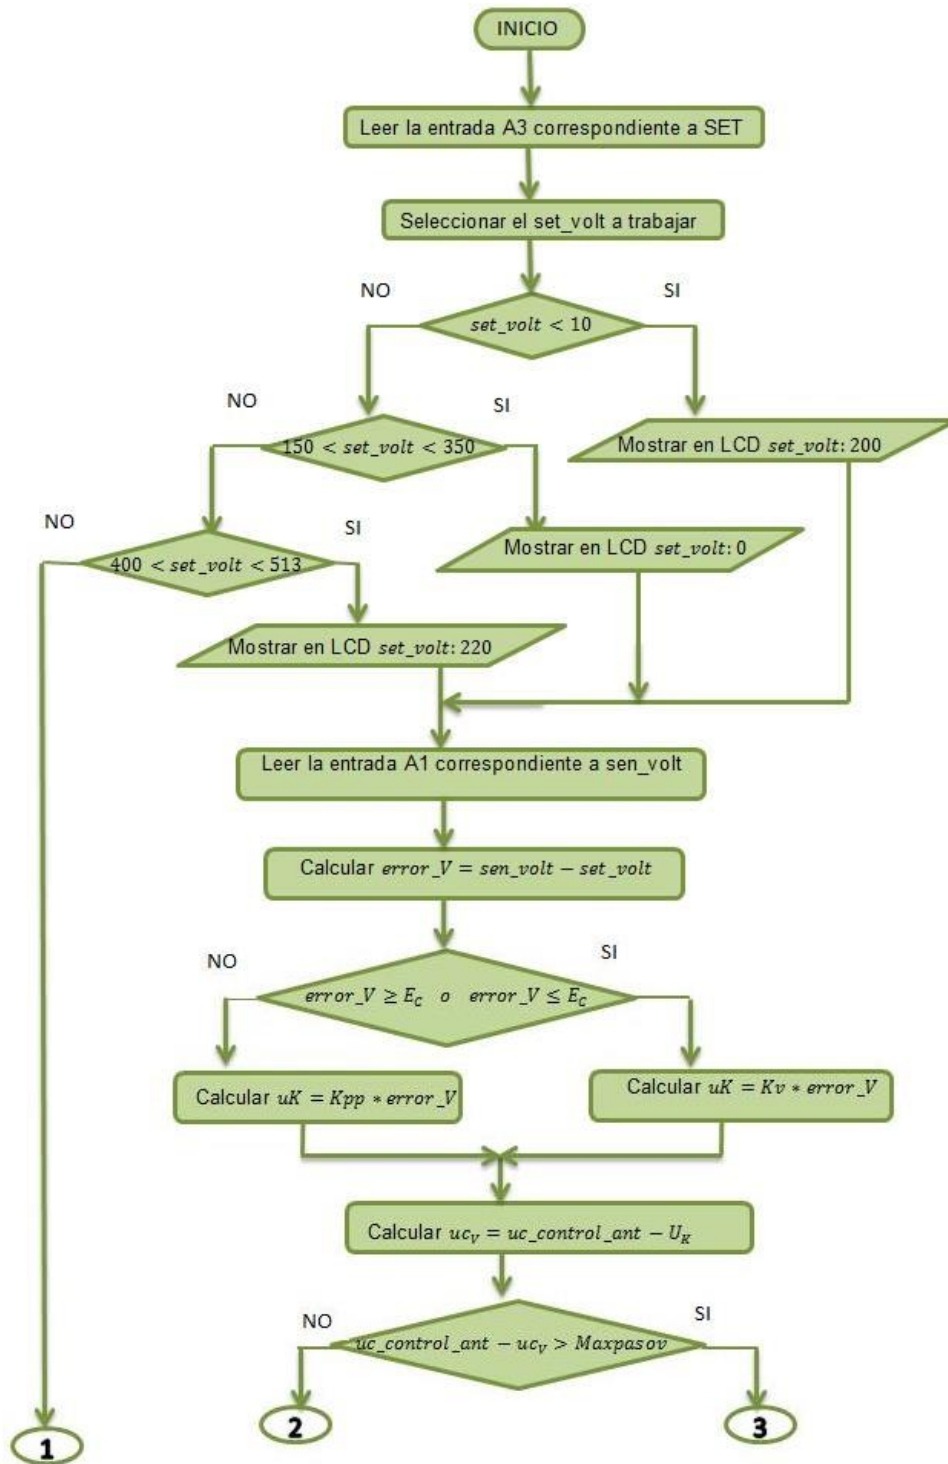 INICIO
Leer la entrada A3 correspondiente a SET
Seleccionar el set_volt a trabajar
NO
SI
set_volt < 10
NO
SI
150 < set_volt < 350
Mostrar en LCD set_volt: 200
NO
SI
400 < set_volt < 513
Mostrar en LCD set_volt: 0
Mostrar en LCD set_volt: 220
Leer la entrada A1 correspondiente a sen_volt
Calcular error_V = sen_volt − set_volt
NO
SI
error_V ≥ E_C o error_V ≤ E_C
Calcular uK = Kpp ∗ error_V
Calcular uK = Kv ∗ error_V
Calcular uc_V = uc_control_ant − U_K
NO
SI
uc_control_ant − uc_V > Maxpasov
1
2
3